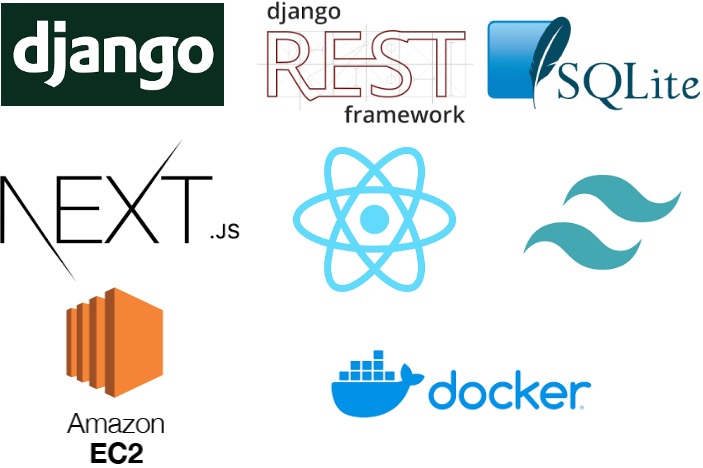 django
django
REST
framework
SQLite
NEXT
.JS
Amazon
EC2
docker